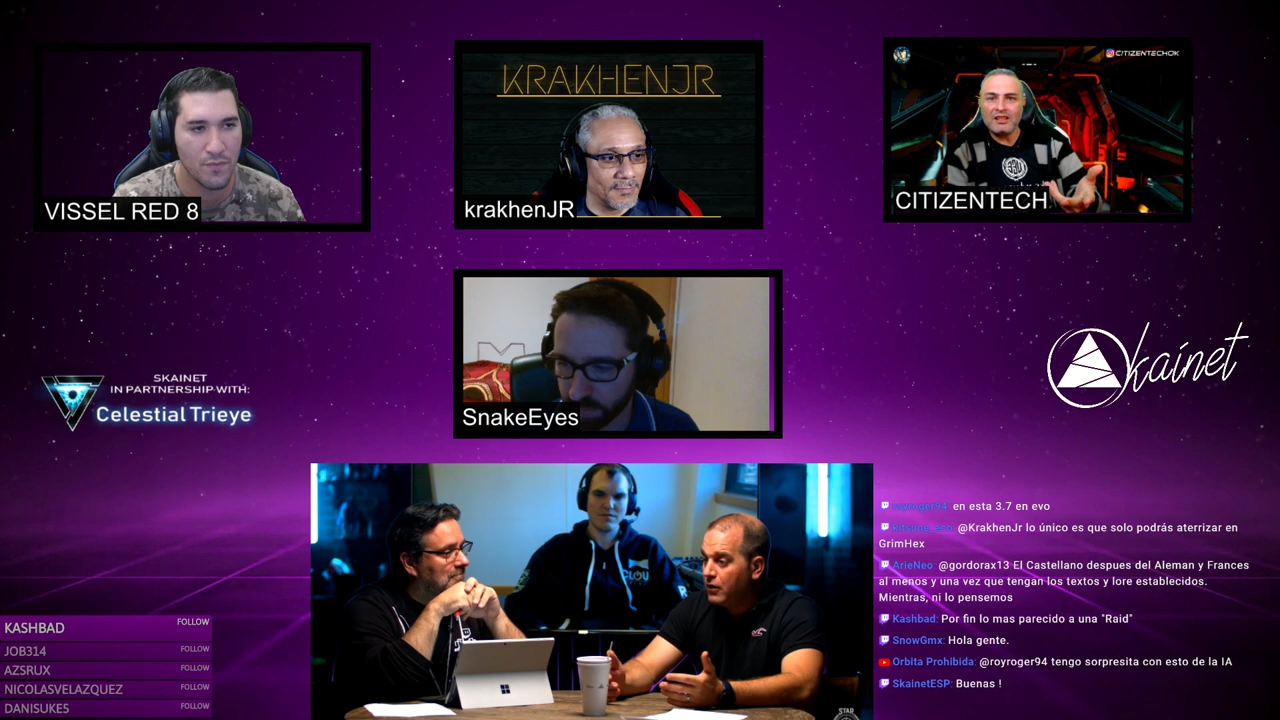 CITIZENTECHOK
KRAKHENJR
VISSEL RED 8
krakhenJR
CITIZENTECH
SnakeEyes
SKAINET
IN PARTNERSHIP WITH:
Celestial Trieye
kainet
royroger94: en esta 3.7 en evo
@KrakhenJr lo único es que solo podrás aterrizar en
GrimHex
ArieNeo: @gordorax13 El Castellano despues del Aleman y Frances
al menos y una vez que tengan los textos y lore establecidos.
Mientras, ni lo pensemos
Kashbad: Por fin lo mas parecido a una "Raid"
SnowGmx: Hola gente.
Orbita Prohibida: @royroger94 tengo sorpresita con esto de la IA
SkainetESP: Buenas !
KASHBAD FOLLOW
JOB314 FOLLOW
AZSRUX FOLLOW
NICOLASVELAZQUEZ FOLLOW
DANISUKE5 FOLLOW
CLOU
STAR